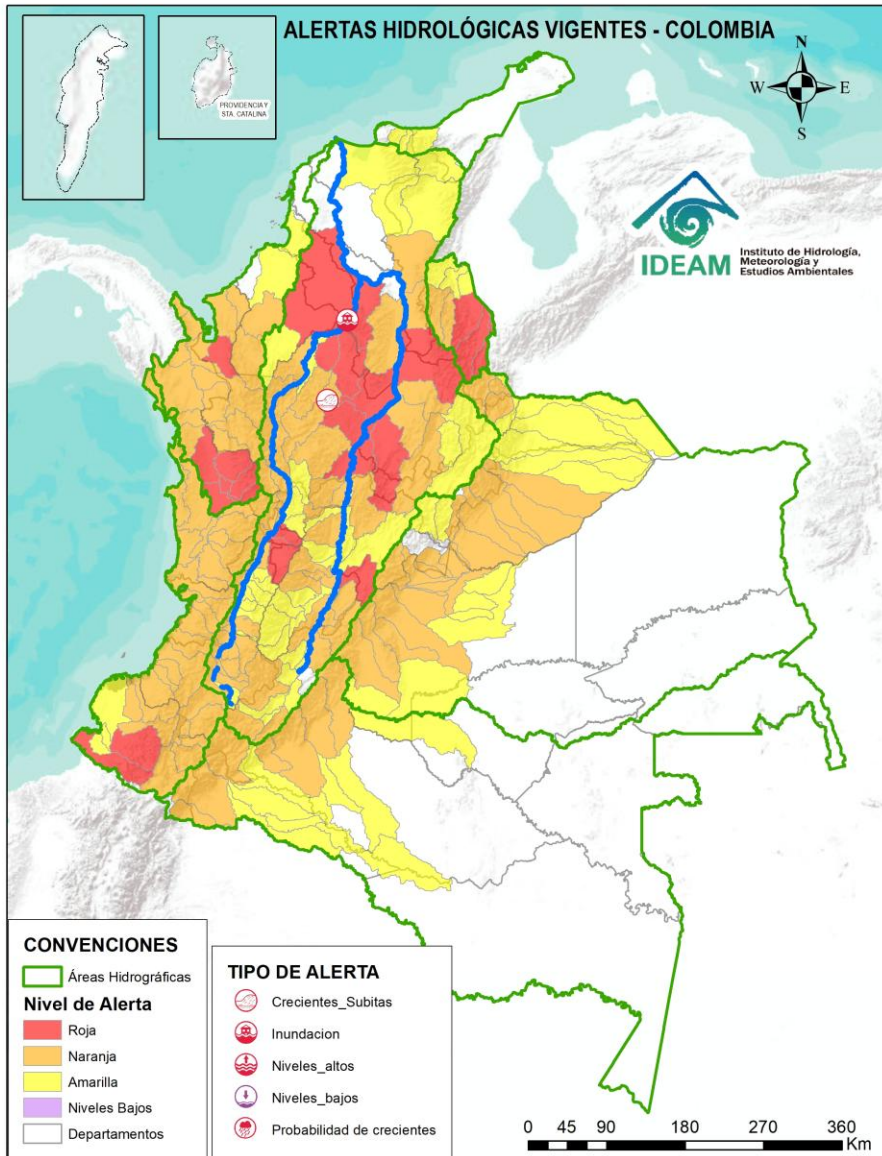 ALERTAS HIDROLÓGICAS VIGENTES - COLOMBIA
PROVIDENCIA Y
STA. CATALINA
N
W
E
S
IDEAM
Instituto de Hidrología,
Meteorología y
Estudios Ambientales
CONVENCIONES
Áreas Hidrográficas
Nivel de Alerta
Roja
Naranja
Amarilla
Niveles Bajos
Departamentos
TIPO DE ALERTA
Crecientes_Subitas
Inundacion
Niveles_altos
Niveles_bajos
Probabilidad de crecientes
0 45 90 180 270 360
Km